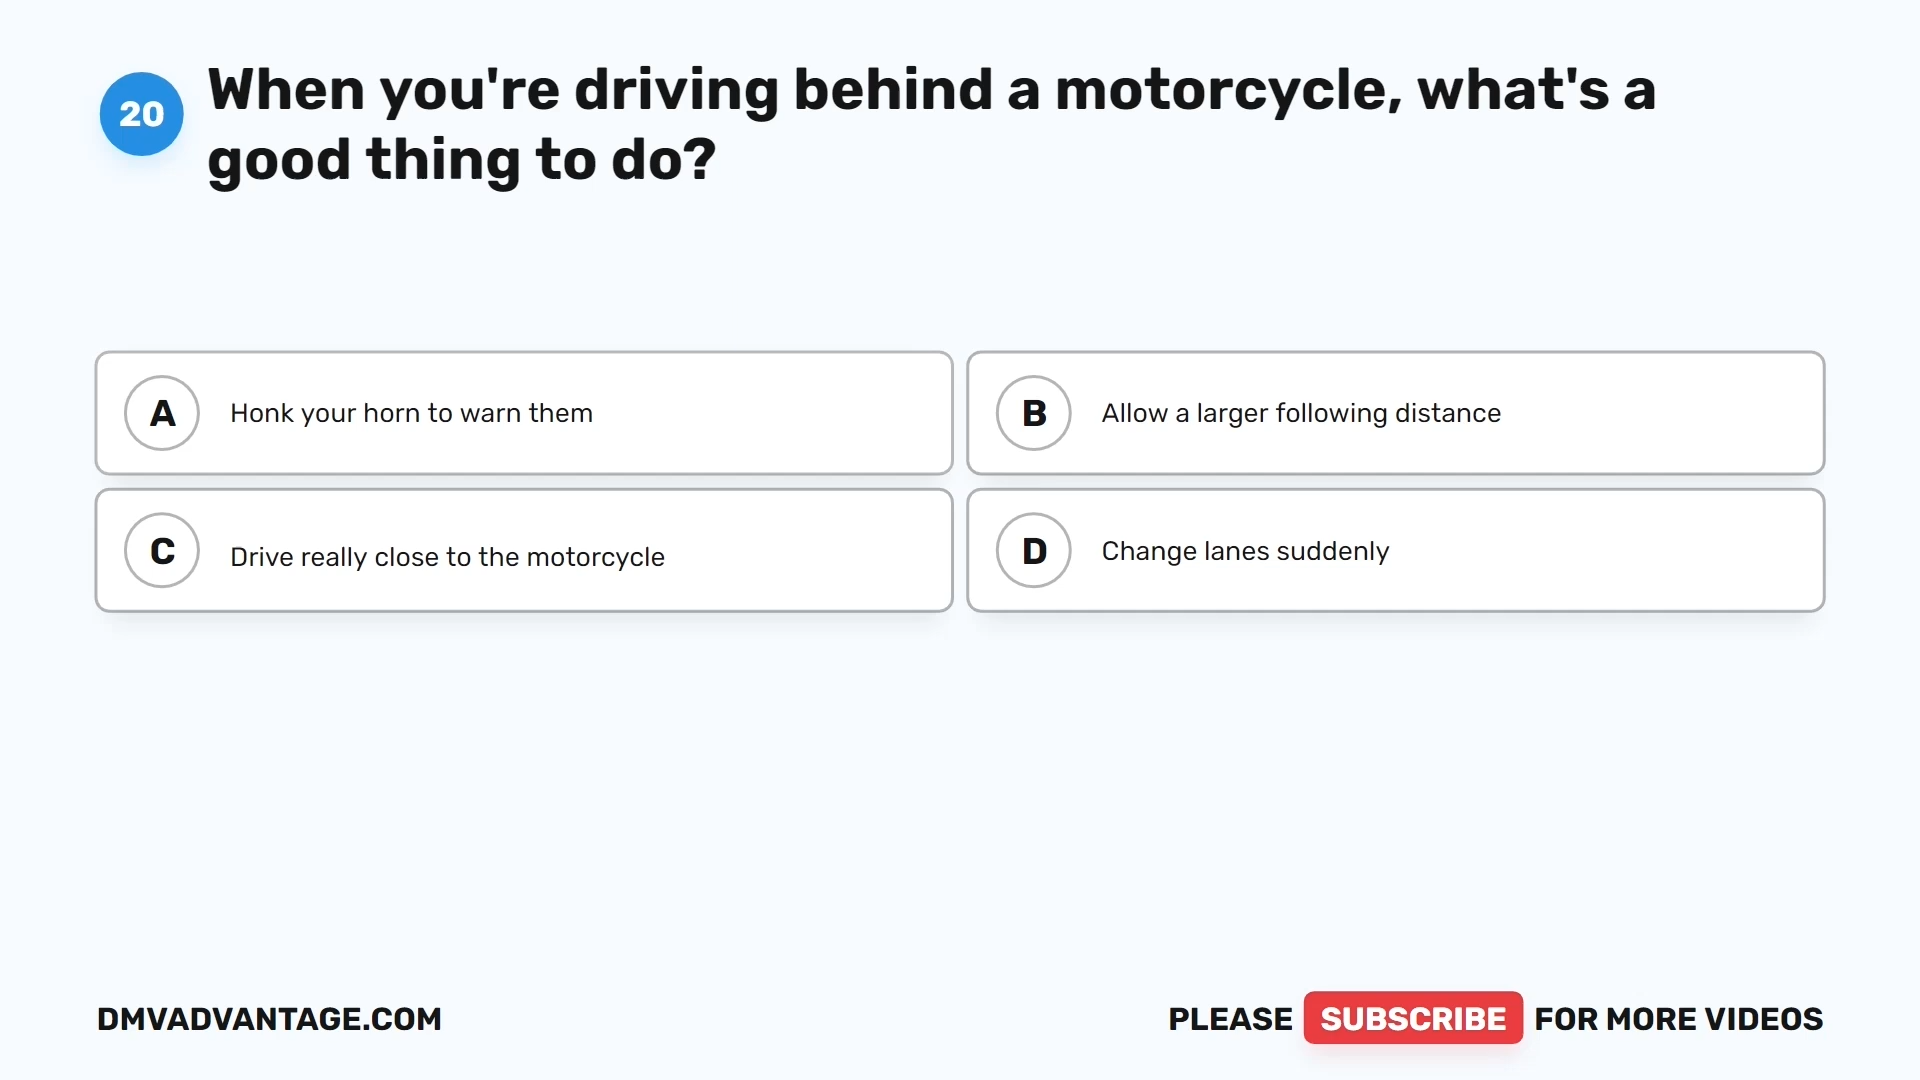 20
When you're driving behind a motorcycle, what's a
good thing to do?
A Honk your horn to warn them
B Allow a larger following distance
C Drive really close to the motorcycle
D Change lanes suddenly
DMVADVANTAGE.COM
PLEASE SUBSCRIBE FOR MORE VIDEOS